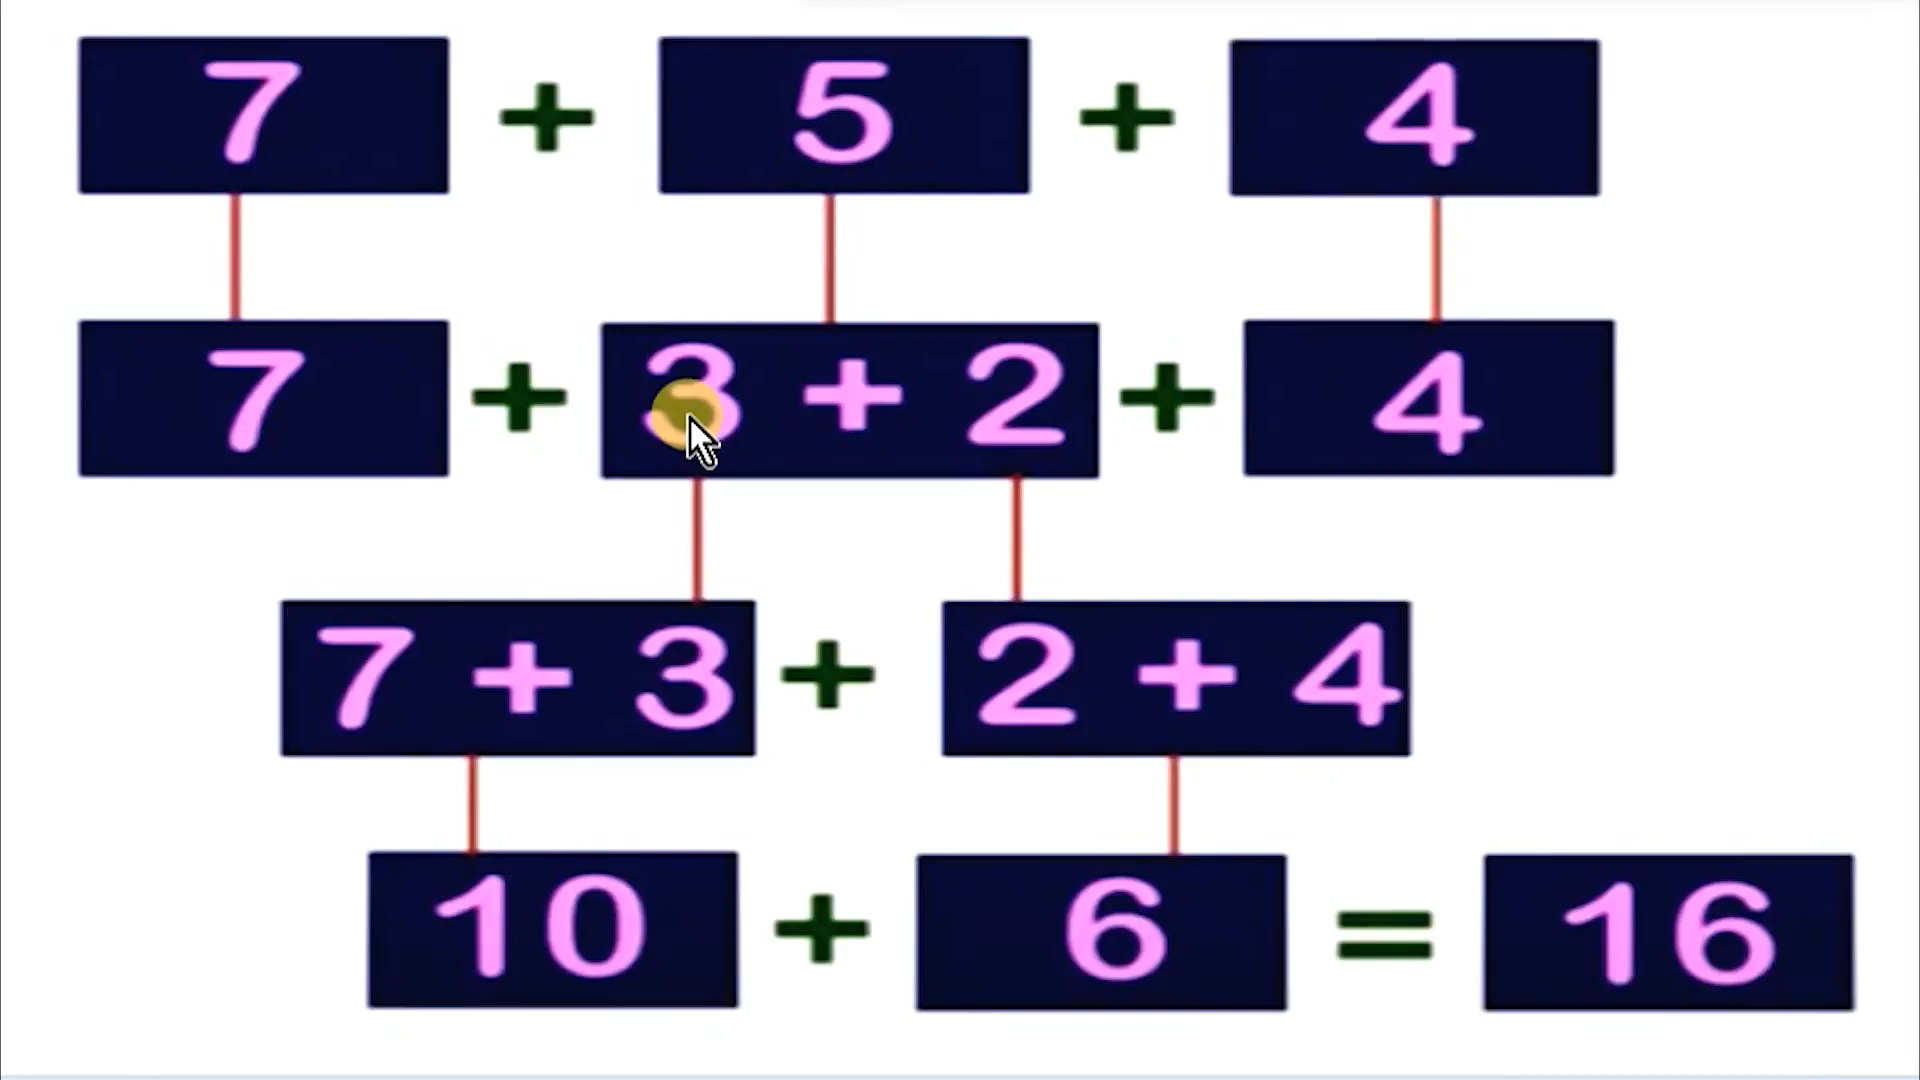 7 + 5 + 4
7 + 3 + 2 + 4
7 + 3 + 2 + 4
10 + 6 = 16